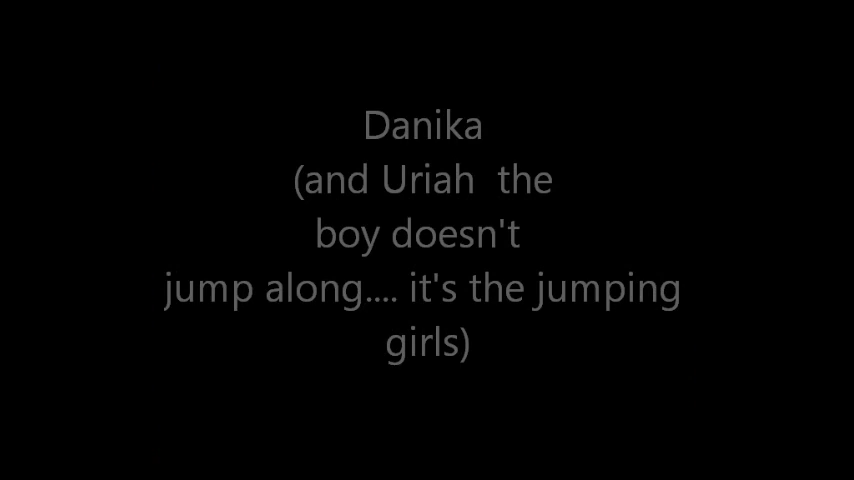 Danika
(and Uriah  the
boy doesn't
jump along.... it's the jumping
girls)